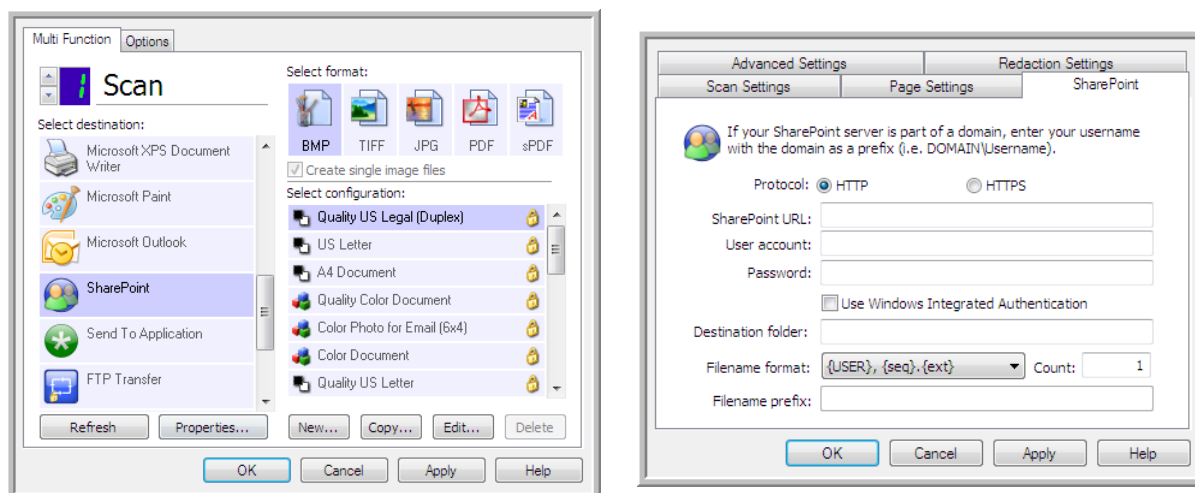 Multi Function
Options
1 Scan
Select destination:
Microsoft XPS Document
Writer
Microsoft Paint
Microsoft Outlook
SharePoint
Send To Application
FTP Transfer
Refresh
Properties...
Select format:
BMP
TIFF
JPG
PDF
sPDF
Create single image files
Select configuration:
Quality US Legal (Duplex)
US Letter
A4 Document
Quality Color Document
Color Photo for Email (6x4)
Color Document
Quality US Letter
New...
Copy...
Edit...
Delete
OK
Cancel
Apply
Help
Advanced Settings
Redaction Settings
Scan Settings
Page Settings
SharePoint
If your SharePoint server is part of a domain, enter your username
with the domain as a prefix (i.e. DOMAIN\Username).
Protocol: HTTP HTTPS
SharePoint URL:
User account:
Password:
Use Windows Integrated Authentication
Destination folder:
Filename format: {USER}, {seq}.{ext} Count: 1
Filename prefix:
OK
Cancel
Apply
Help